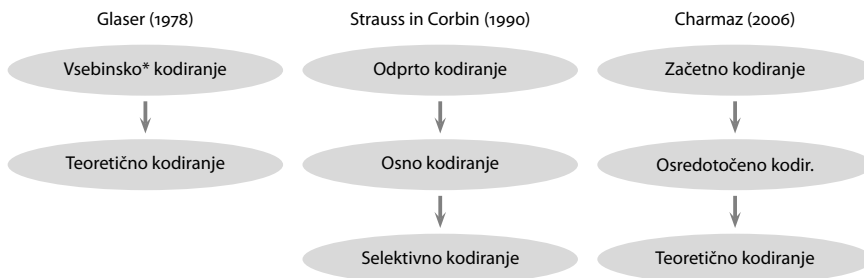 Glaser (1978)
Strauss in Corbin (1990)
Charmaz (2006)
Vsebinsko* kodiranje
Odprto kodiranje
Začetno kodiranje
Teoretično kodiranje
Osno kodiranje
Osredotočeno kodir.
Selektivno kodiranje
Teoretično kodiranje